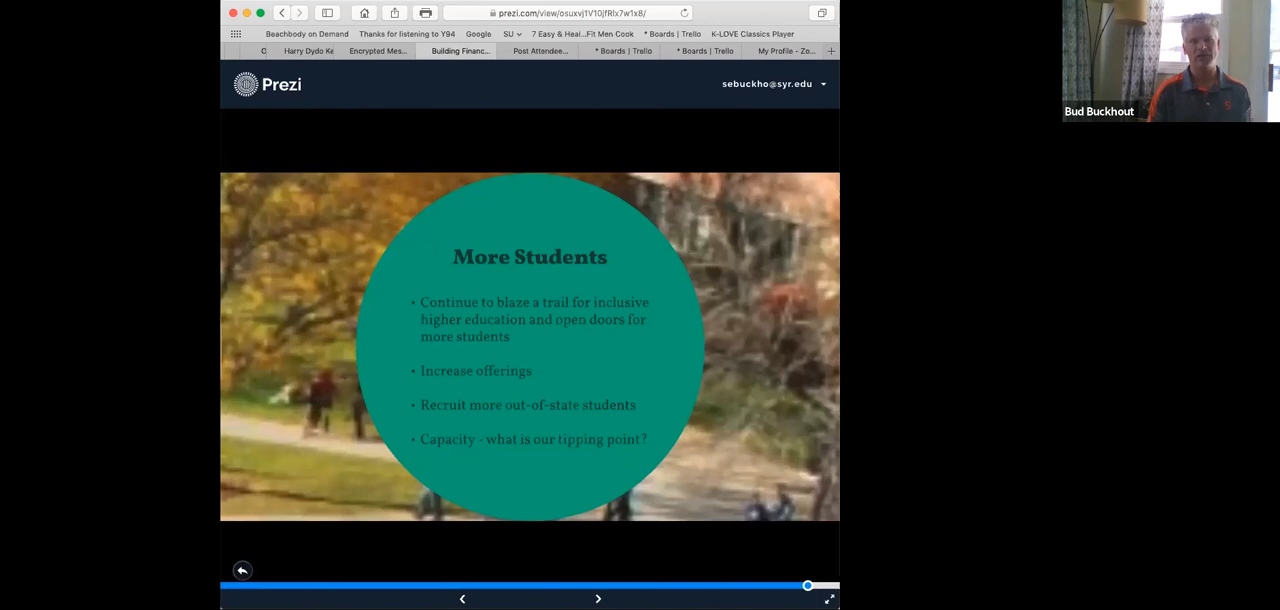 prezi.com/view/osuxvj1V10jfRlx7w1x8/
Beachbody on Demand Thanks for listening to Y94 Google SU 7 Easy & Heal...Fit Men Cook * Boards | Trello K-LOVE Classics Player
Harry Dydo Ke Encrypted Mes... Building Financ... Post Attendee... * Boards | Trello * Boards | Trello My Profile - Zo...
Prezi
sebuckho@syr.edu
Bud Buckhout
More Students
• Continue to blaze a trail for inclusive
higher education and open doors for
more students
• Increase offerings
• Recruit more out-of-state students
• Capacity - what is our tipping point?